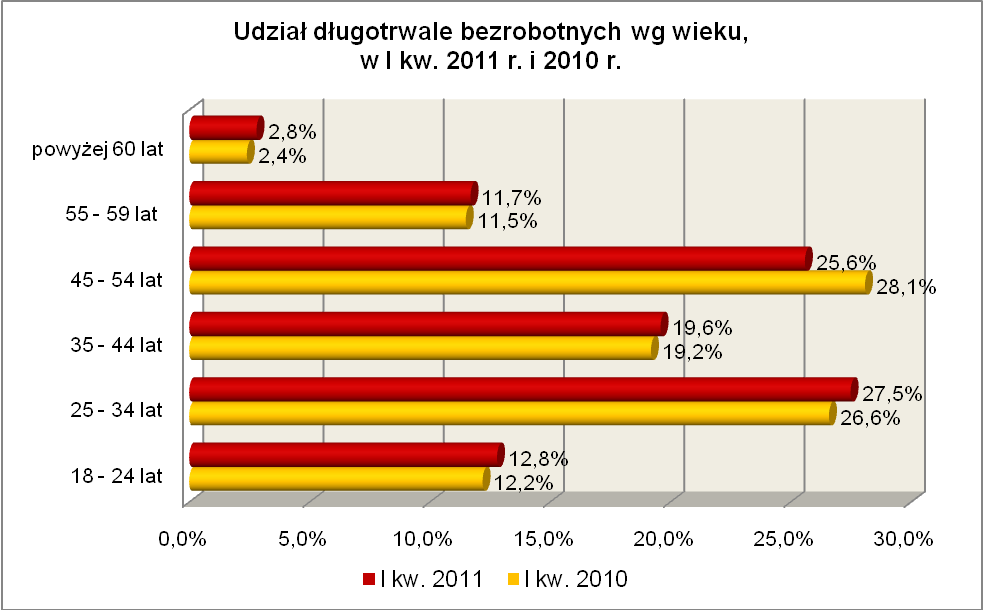 Udział długotrwale bezrobotnych wg wieku,
w I kw. 2011 r. i 2010 r.
powyżej 60 lat
2,8%
2,4%
55 - 59 lat
11,7%
11,5%
45 - 54 lat
25,6%
28,1%
35 - 44 lat
19,6%
19,2%
25 - 34 lat
27,5%
26,6%
18 - 24 lat
12,8%
12,2%
0,0% 5,0% 10,0% 15,0% 20,0% 25,0% 30,0%
I kw. 2011 I kw. 2010